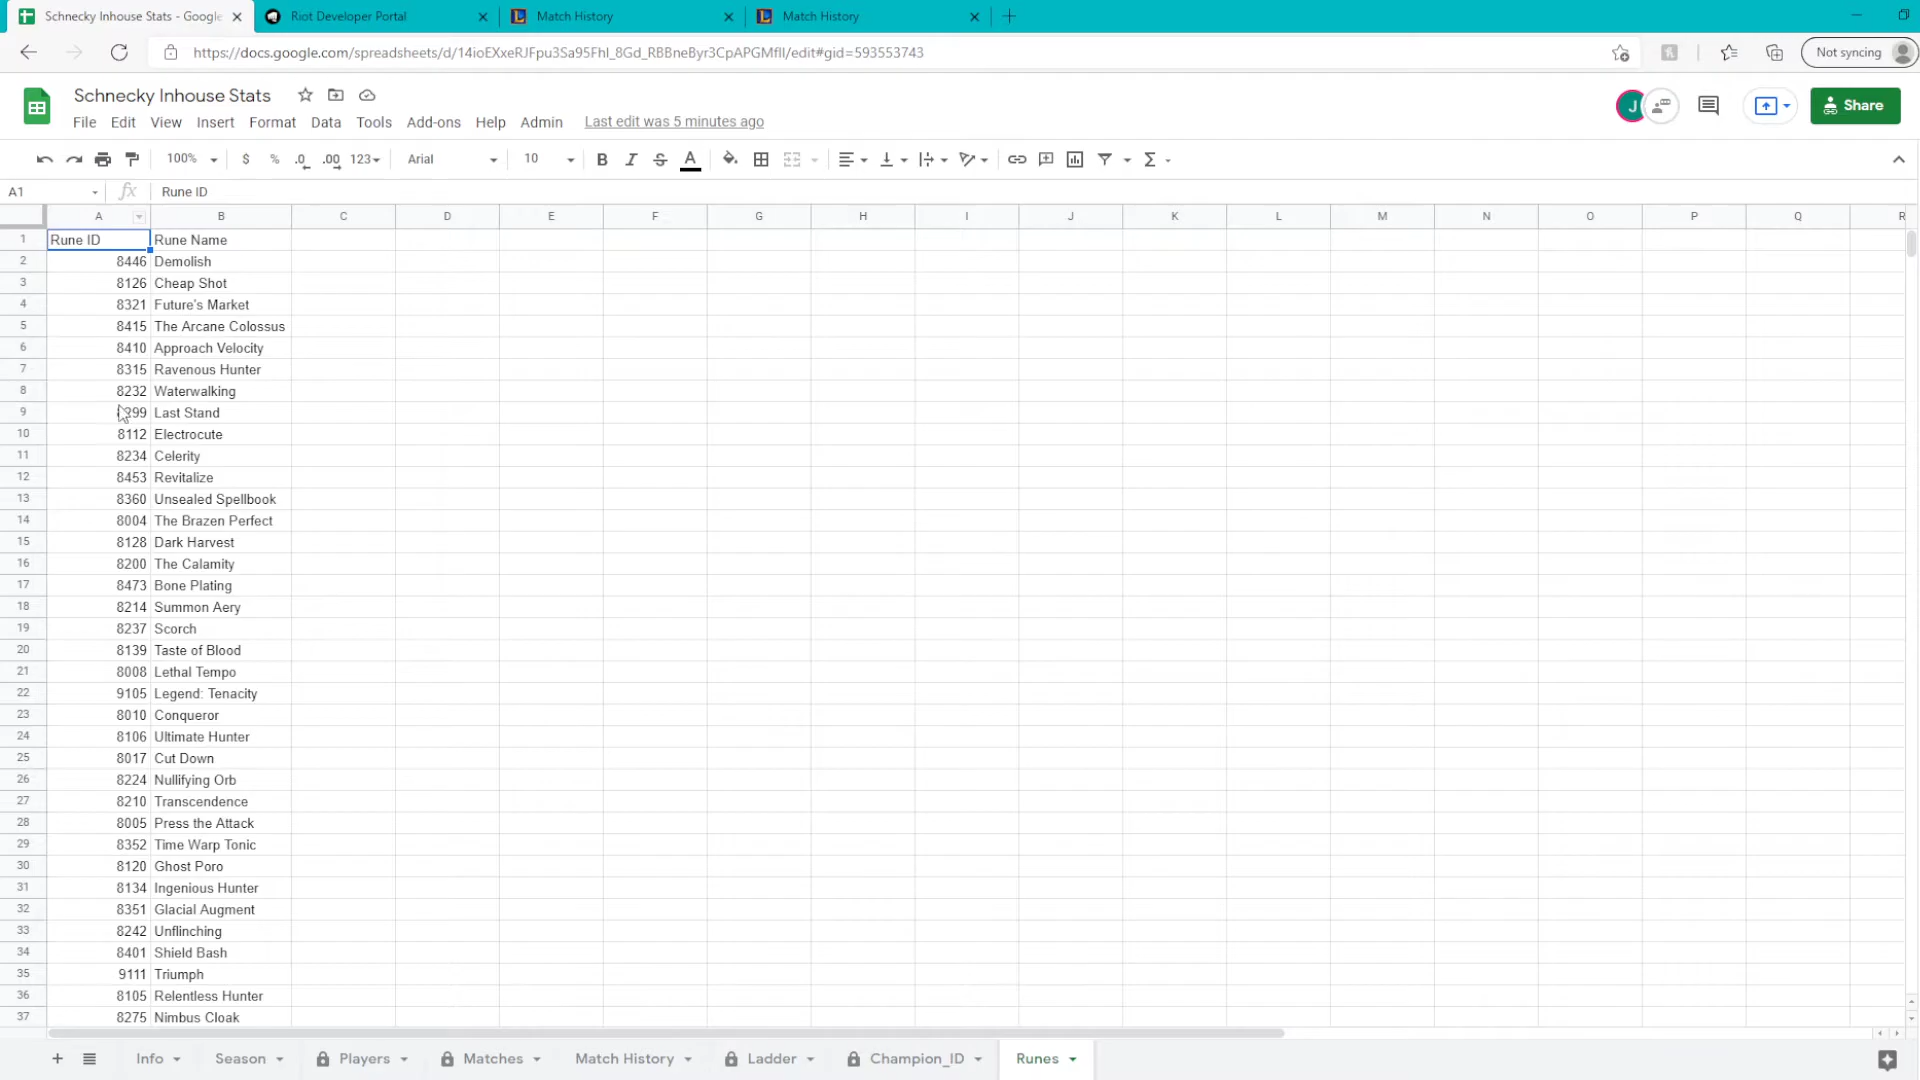 Schnecky Inhouse Stats - Google
Riot Developer Portal
Match History
Match History
https://docs.google.com/spreadsheets/d/14ioEXxeRJFpu3Sa95FhI_8Gd_RBBneByr3CpAPGMfII/edit#gid=593553743
Not syncing
Schnecky Inhouse Stats
J
Share
File Edit View Insert Format Data Tools Add-ons Help Admin Last edit was 5 minutes ago
100% $ % .0 .00 123 Arial 10 B I S A Σ
A1 fx Rune ID
A B C D E F G H I J K L M N O P Q R
1 Rune ID Rune Name
2 8446 Demolish
3 8126 Cheap Shot
4 8321 Future's Market
5 8415 The Arcane Colossus
6 8410 Approach Velocity
7 8315 Ravenous Hunter
8 8232 Waterwalking
9 299 Last Stand
10 8112 Electrocute
11 8234 Celerity
12 8453 Revitalize
13 8360 Unsealed Spellbook
14 8004 The Brazen Perfect
15 8128 Dark Harvest
16 8200 The Calamity
17 8473 Bone Plating
18 8214 Summon Aery
19 8237 Scorch
20 8139 Taste of Blood
21 8008 Lethal Tempo
22 9105 Legend: Tenacity
23 8010 Conqueror
24 8106 Ultimate Hunter
25 8017 Cut Down
26 8224 Nullifying Orb
27 8210 Transcendence
28 8005 Press the Attack
29 8352 Time Warp Tonic
30 8120 Ghost Poro
31 8134 Ingenious Hunter
32 8351 Glacial Augment
33 8242 Unflinching
34 8401 Shield Bash
35 9111 Triumph
36 8105 Relentless Hunter
37 8275 Nimbus Cloak
Info Season Players Matches Match History Ladder Champion_ID Runes